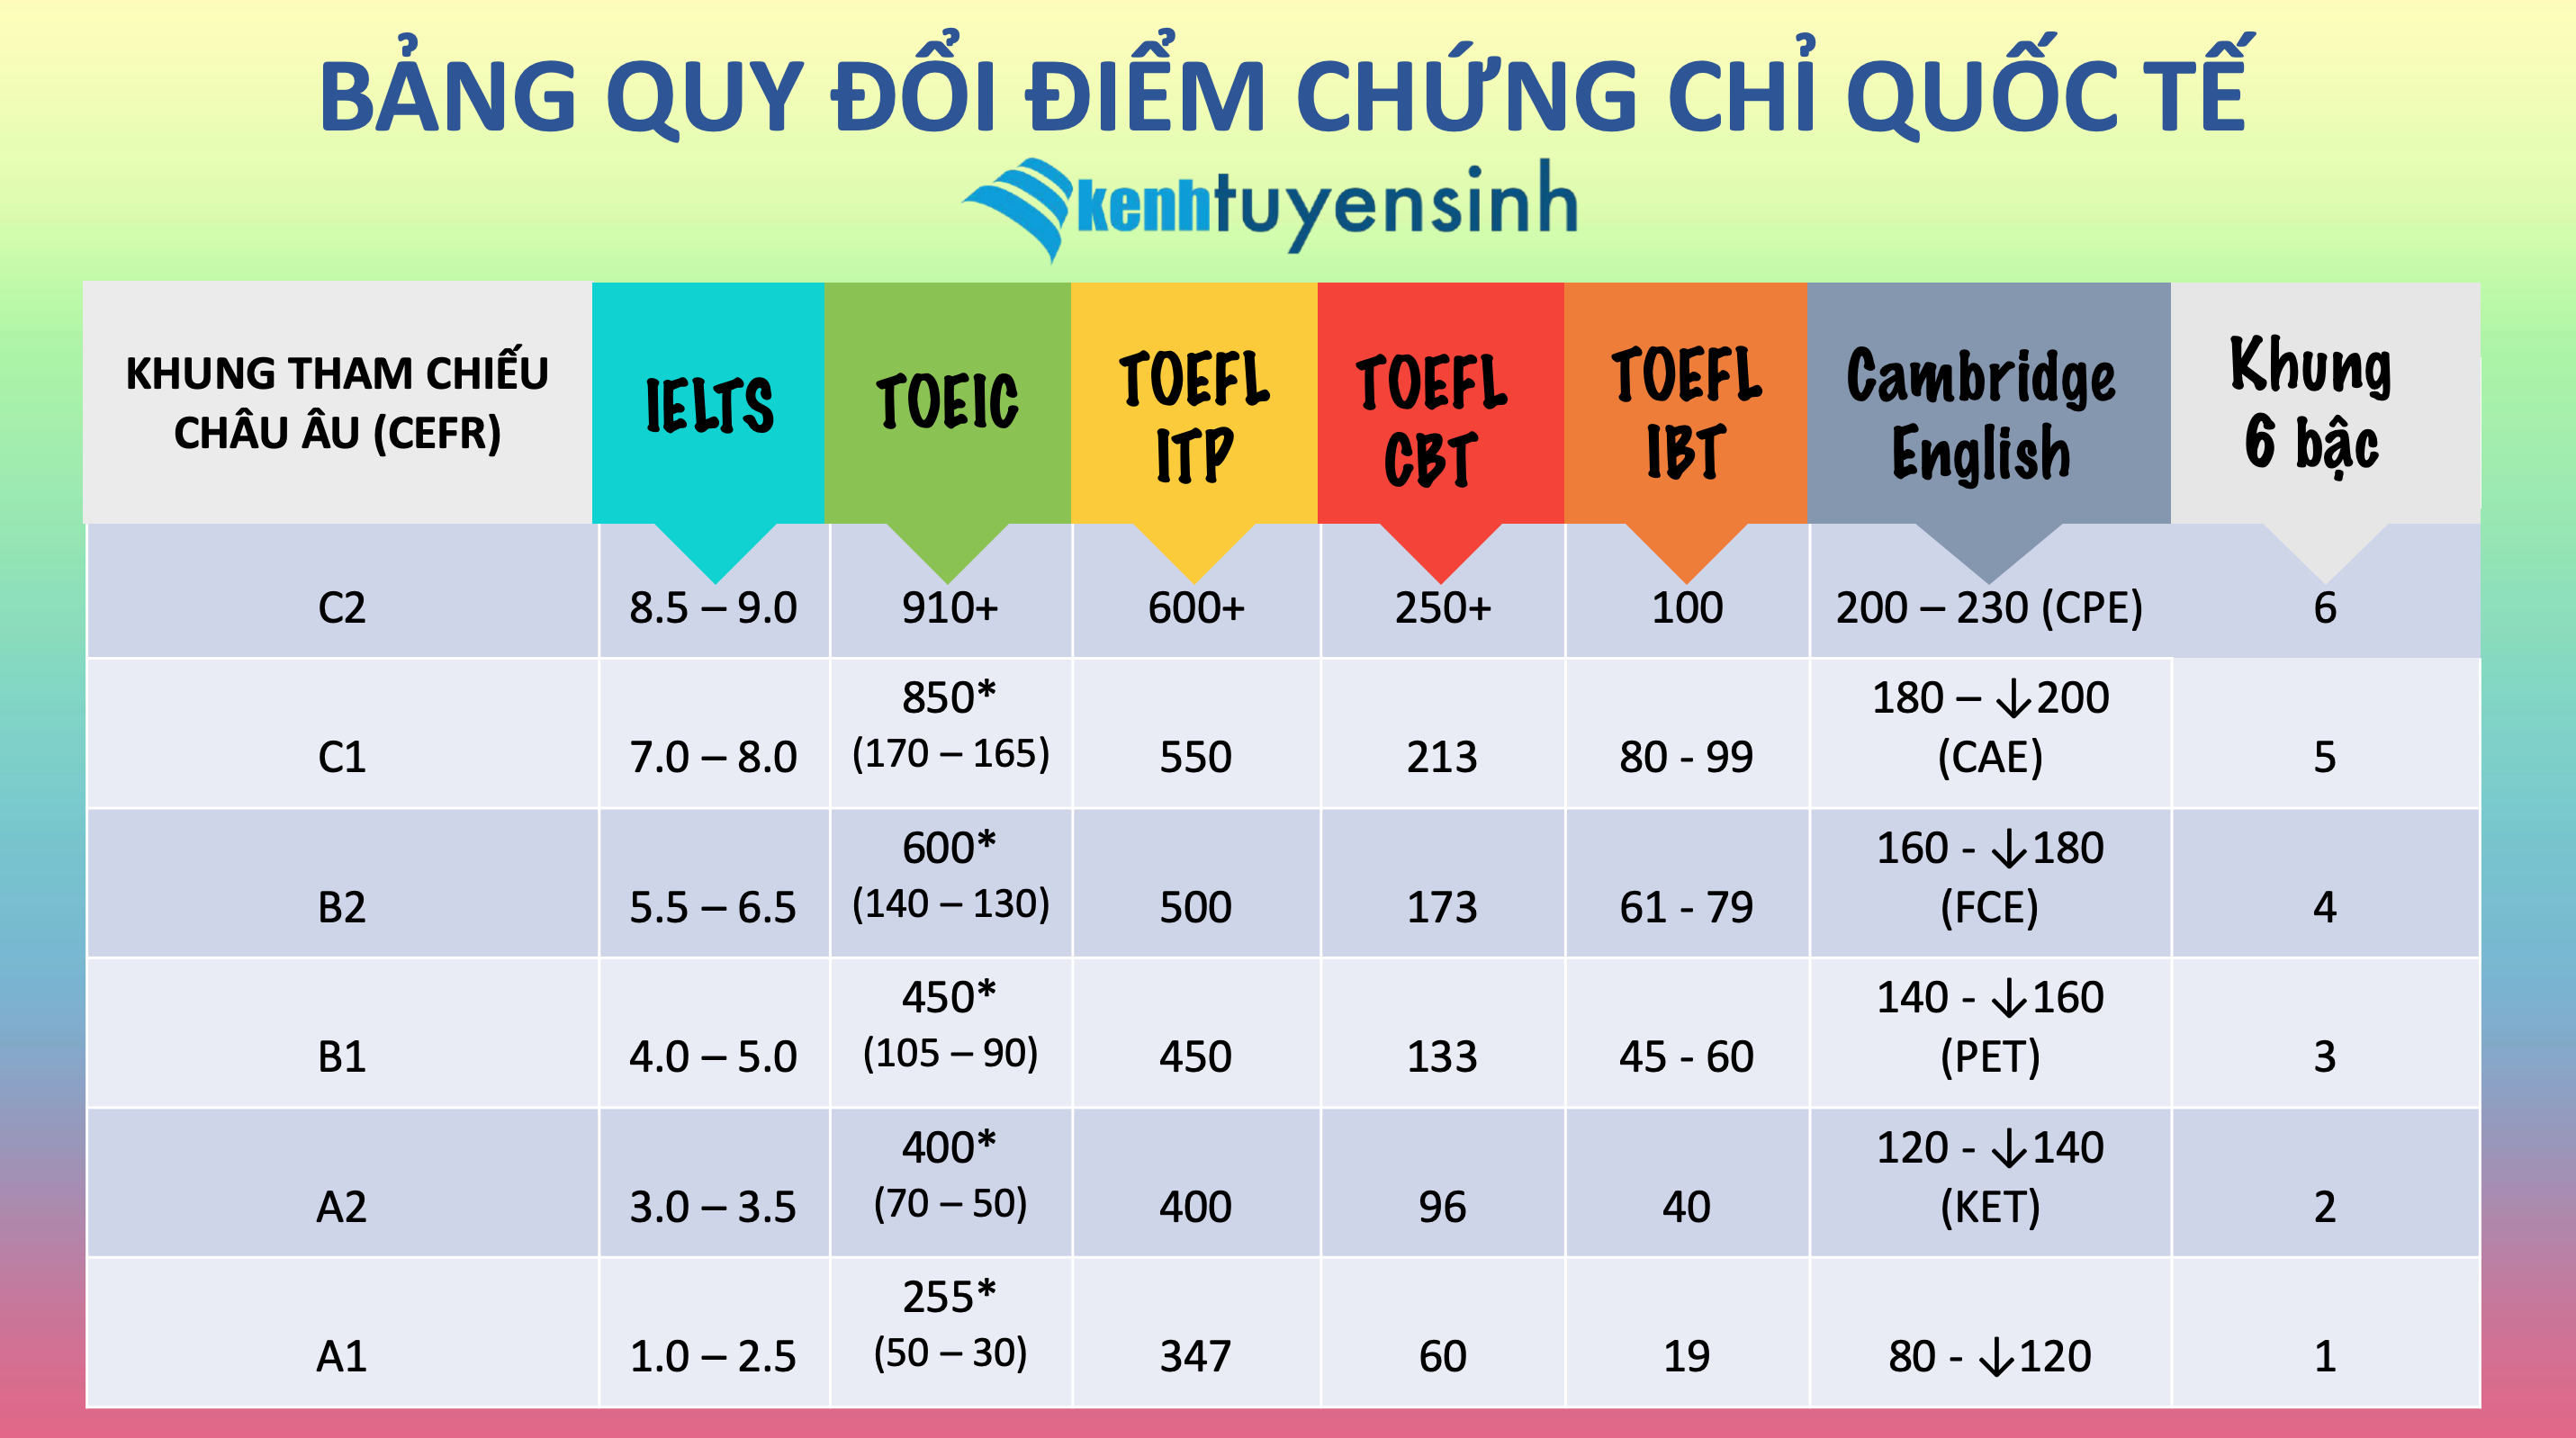 BẢNG QUY ĐỔI ĐIỂM CHỨNG CHỈ QUỐC TẾ
kenhtuyensinh
KHUNG THAM CHIẾU
CHÂU ÂU (CEFR)
IELTS
TOEIC
TOEFL
ITP
TOEFL
CBT
TOEFL
IBT
Cambridge
English
Khung
6 bậc
C2 8.5 – 9.0 910+ 600+ 250+ 100 200 – 230 (CPE) 6
850* 180 – ↓200
(170 – 165)
C1 7.0 – 8.0 550 213 80 - 99 (CAE) 5
600* 160 - ↓180
(140 – 130)
B2 5.5 – 6.5 500 173 61 - 79 (FCE) 4
450* 140 - ↓160
(105 – 90)
B1 4.0 – 5.0 450 133 45 - 60 (PET) 3
400* 120 - ↓140
(70 – 50)
A2 3.0 – 3.5 400 96 40 (KET) 2
255*
(50 – 30)
A1 1.0 – 2.5 347 60 19 80 - ↓120 1